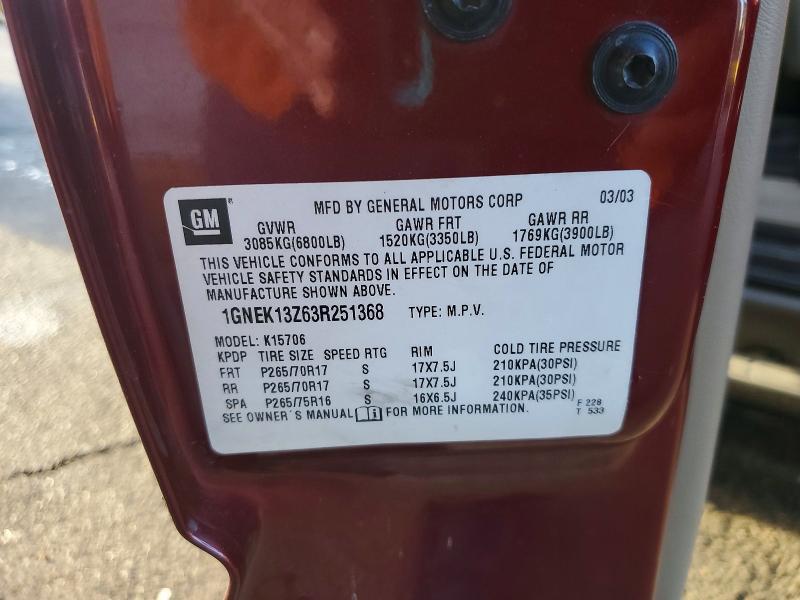 GM®
MFD BY GENERAL MOTORS CORP 03/03
GVWR GAWR FRT GAWR RR
3085KG(6800LB) 1520KG(3350LB) 1769KG(3900LB)
THIS VEHICLE CONFORMS TO ALL APPLICABLE U.S. FEDERAL MOTOR
VEHICLE SAFETY STANDARDS IN EFFECT ON THE DATE OF
MANUFACTURE SHOWN ABOVE.
1GNEK13Z63R251368 TYPE: M.P.V.
MODEL: K15706
KPDP TIRE SIZE SPEED RTG RIM COLD TIRE PRESSURE
FRT P265/70R17 S 17X7.5J 210KPA(30PSI)
RR P265/70R17 S 17X7.5J 210KPA(30PSI)
SPA P265/75R16 S 16X6.5J 240KPA(35PSI) F 228
SEE OWNER'S MANUAL i FOR MORE INFORMATION. T 533